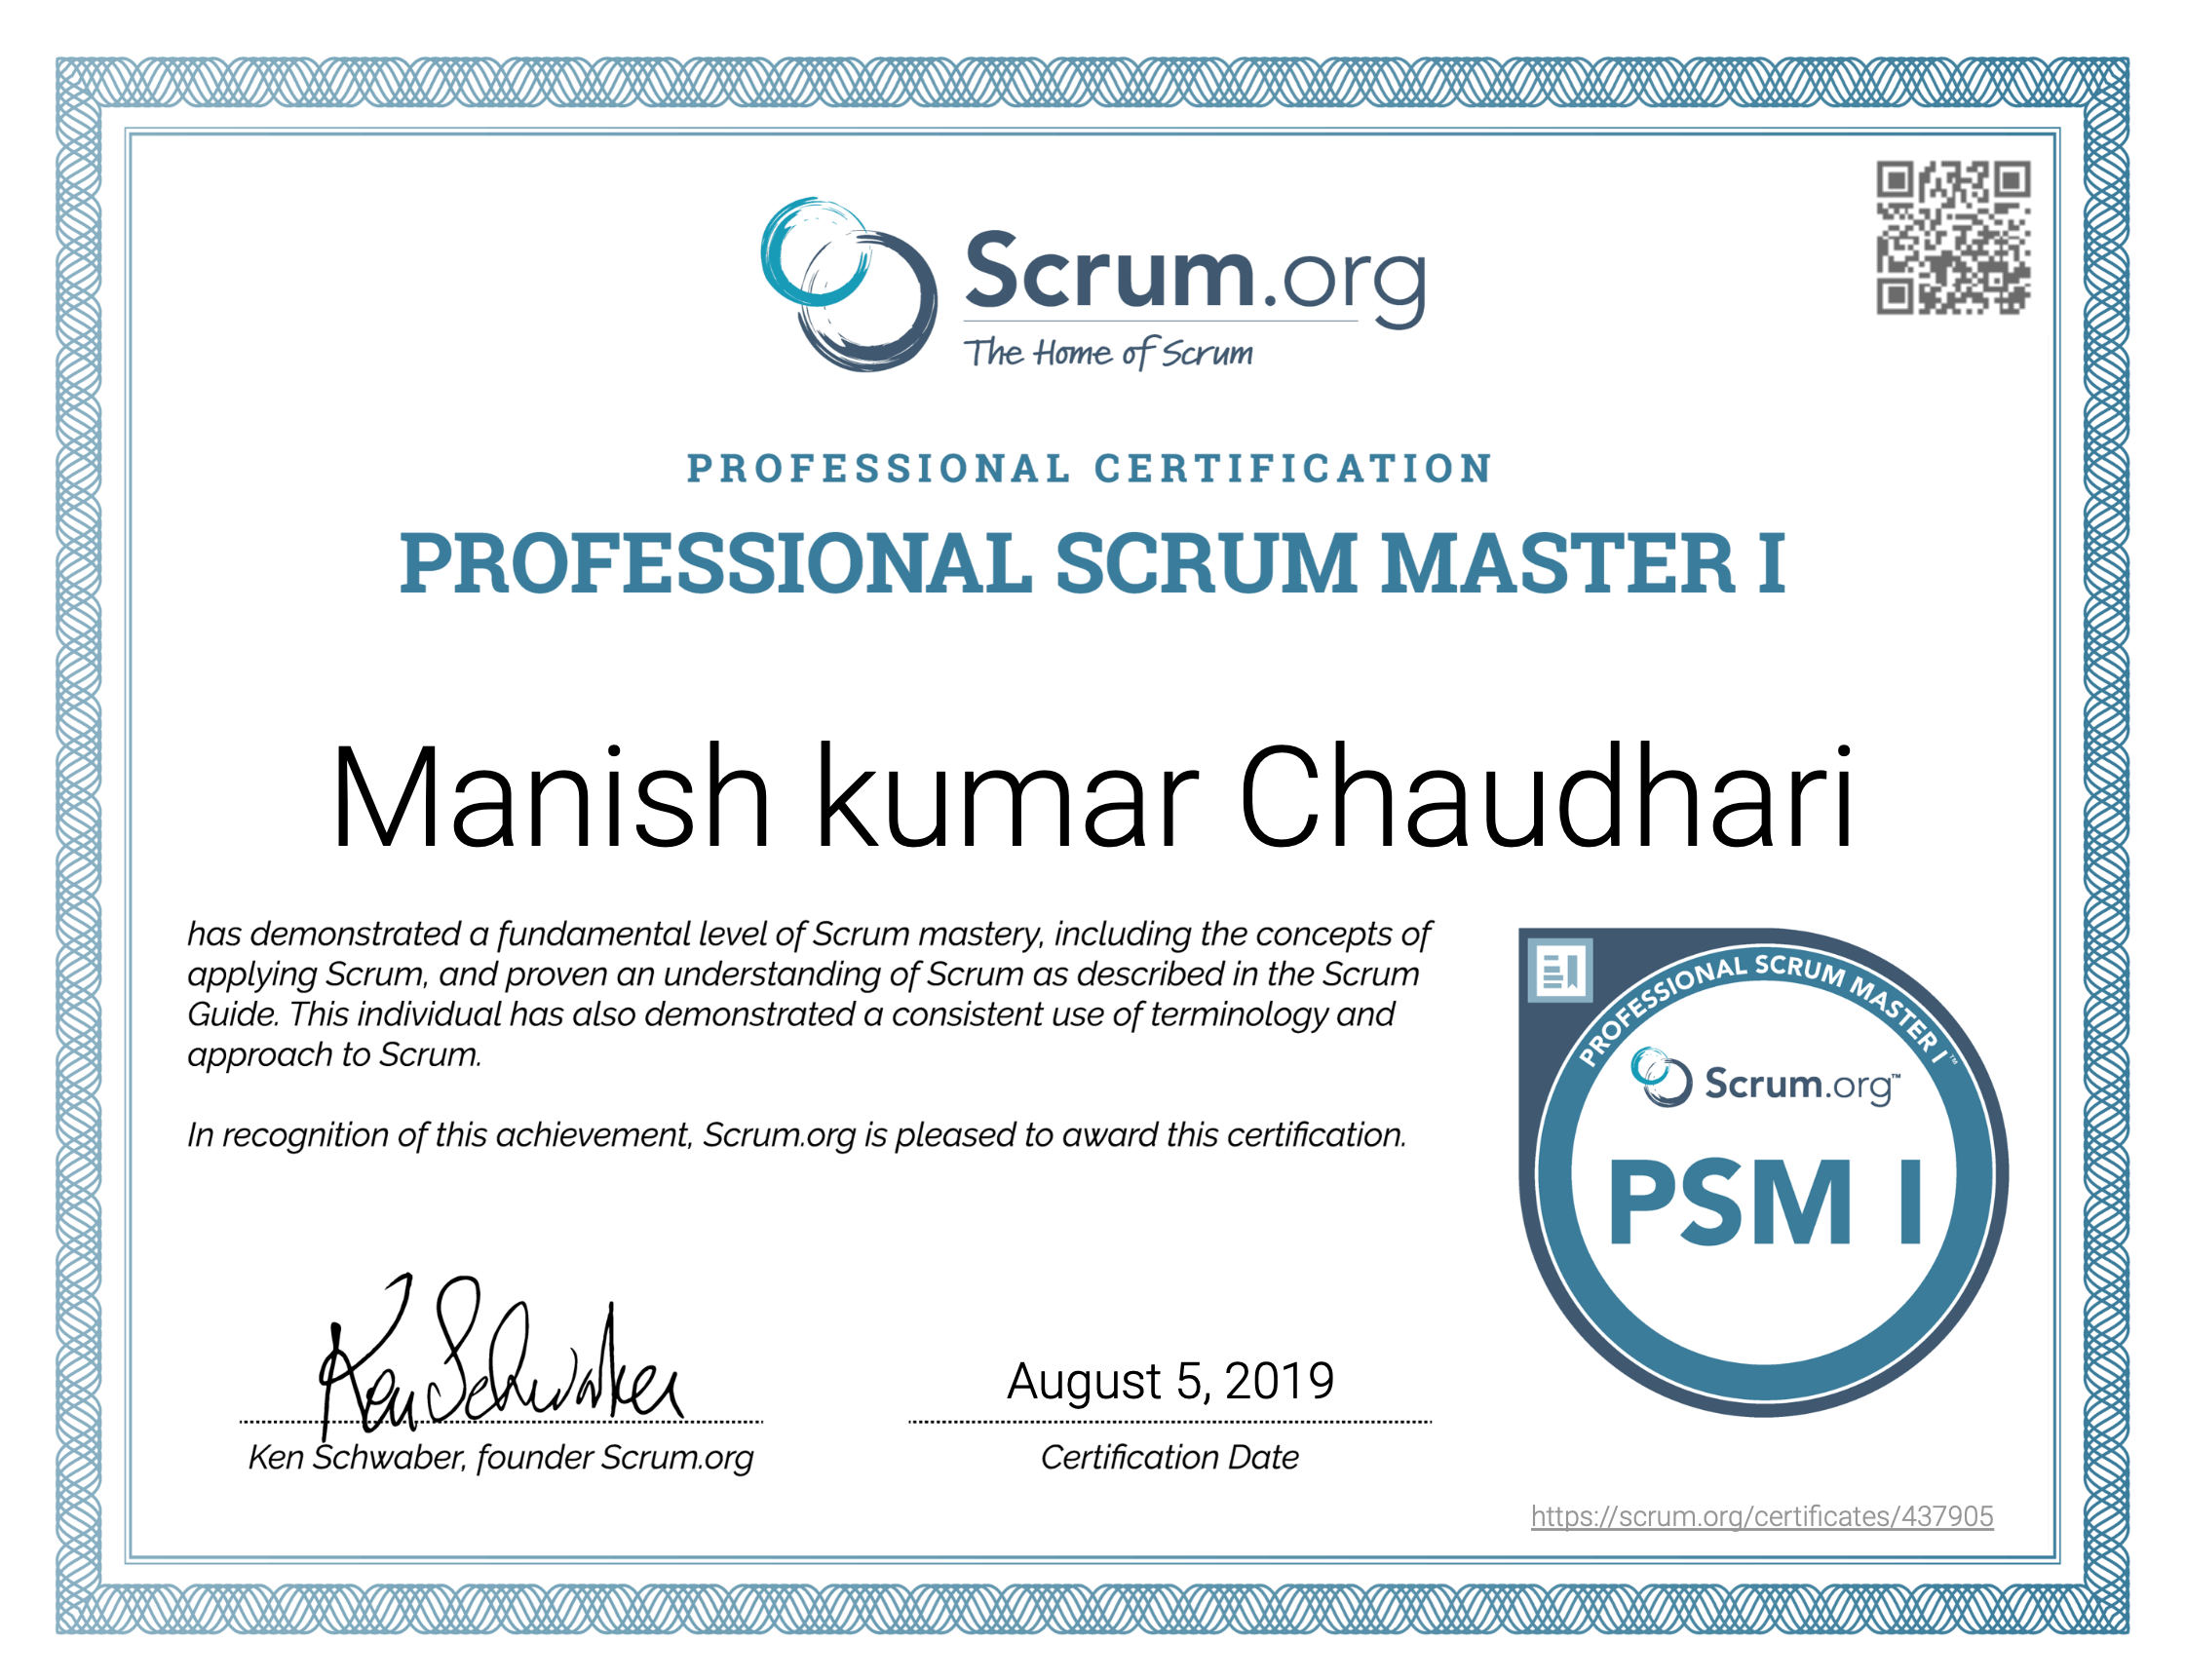 Scrum.org
The Home of Scrum
PROFESSIONAL CERTIFICATION
PROFESSIONAL SCRUM MASTER I
Manish kumar Chaudhari
has demonstrated a fundamental level of Scrum mastery, including the concepts of
applying Scrum, and proven an understanding of Scrum as described in the Scrum
Guide. This individual has also demonstrated a consistent use of terminology and
approach to Scrum.
In recognition of this achievement, Scrum.org is pleased to award this certification.
PROFESSIONAL SCRUM MASTER I™
Scrum.org™
PSM I
Ken Schwaber
Ken Schwaber, founder Scrum.org
August 5, 2019
Certification Date
https://scrum.org/certificates/437905